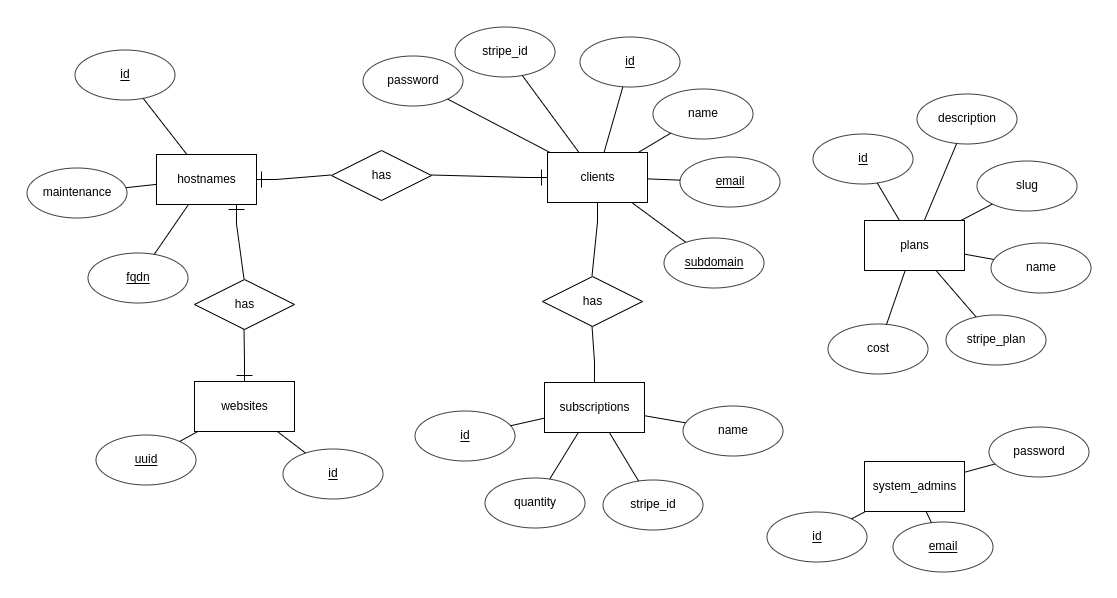 stripe_id
id
id
password
name
description
id
hostnames
has
clients
maintenance
email
slug
plans
subdomain
name
fqdn
has
has
stripe_plan
cost
websites
subscriptions
id
name
uuid
id
password
system_admins
quantity
stripe_id
id
email